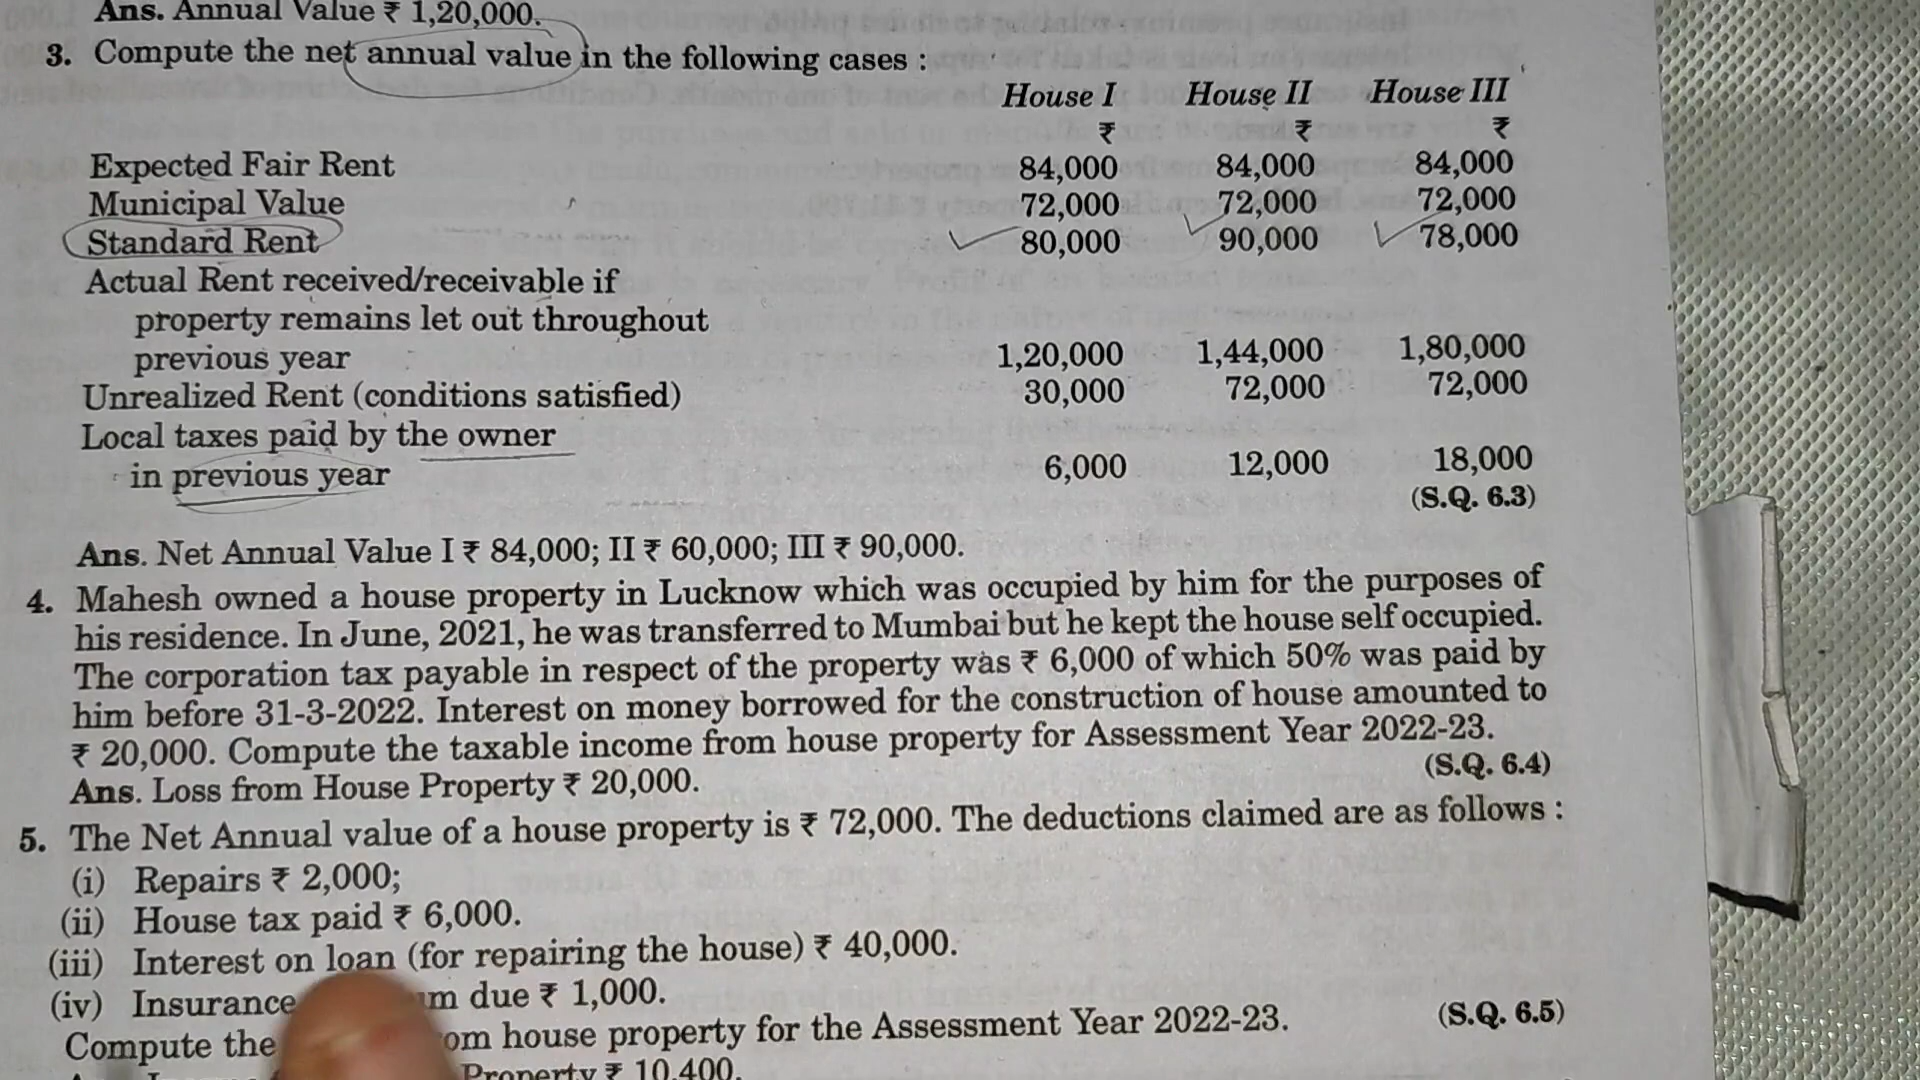 Ans. Annual Value ₹ 1,20,000.
3. Compute the net annual value in the following cases :
House I House II House III
₹ ₹ ₹
Expected Fair Rent 84,000 84,000 84,000
Municipal Value 72,000 72,000 72,000
Standard Rent 80,000 90,000 78,000
Actual Rent received/receivable if
property remains let out throughout
previous year 1,20,000 1,44,000 1,80,000
Unrealized Rent (conditions satisfied) 30,000 72,000 72,000
Local taxes paid by the owner
in previous year 6,000 12,000 18,000
(S.Q. 6.3)
Ans. Net Annual Value I ₹ 84,000; II ₹ 60,000; III ₹ 90,000.
4. Mahesh owned a house property in Lucknow which was occupied by him for the purposes of
his residence. In June, 2021, he was transferred to Mumbai but he kept the house self occupied.
The corporation tax payable in respect of the property was ₹ 6,000 of which 50% was paid by
him before 31-3-2022. Interest on money borrowed for the construction of house amounted to
₹ 20,000. Compute the taxable income from house property for Assessment Year 2022-23.
(S.Q. 6.4)
Ans. Loss from House Property ₹ 20,000.
5. The Net Annual value of a house property is ₹ 72,000. The deductions claimed are as follows :
(i) Repairs ₹ 2,000;
(ii) House tax paid ₹ 6,000.
(iii) Interest on loan (for repairing the house) ₹ 40,000.
(iv) Insurance due ₹ 1,000.
Compute the house property for the Assessment Year 2022-23. (S.Q. 6.5)
Property ₹ 10,400.